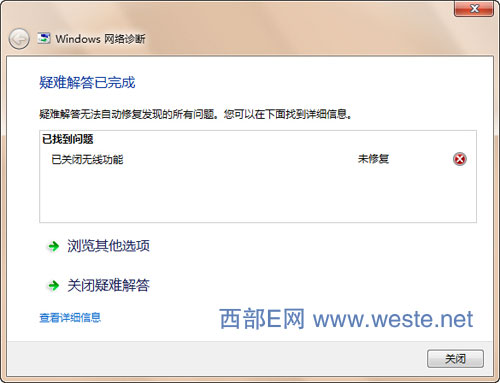 Windows 网络诊断
疑难解答已完成
疑难解答无法自动修复发现的所有问题。您可以在下面找到详细信息。
已找到问题
已关闭无线功能 未修复
浏览其他选项
关闭疑难解答
查看详细信息
西部E网 www.weste.net
关闭